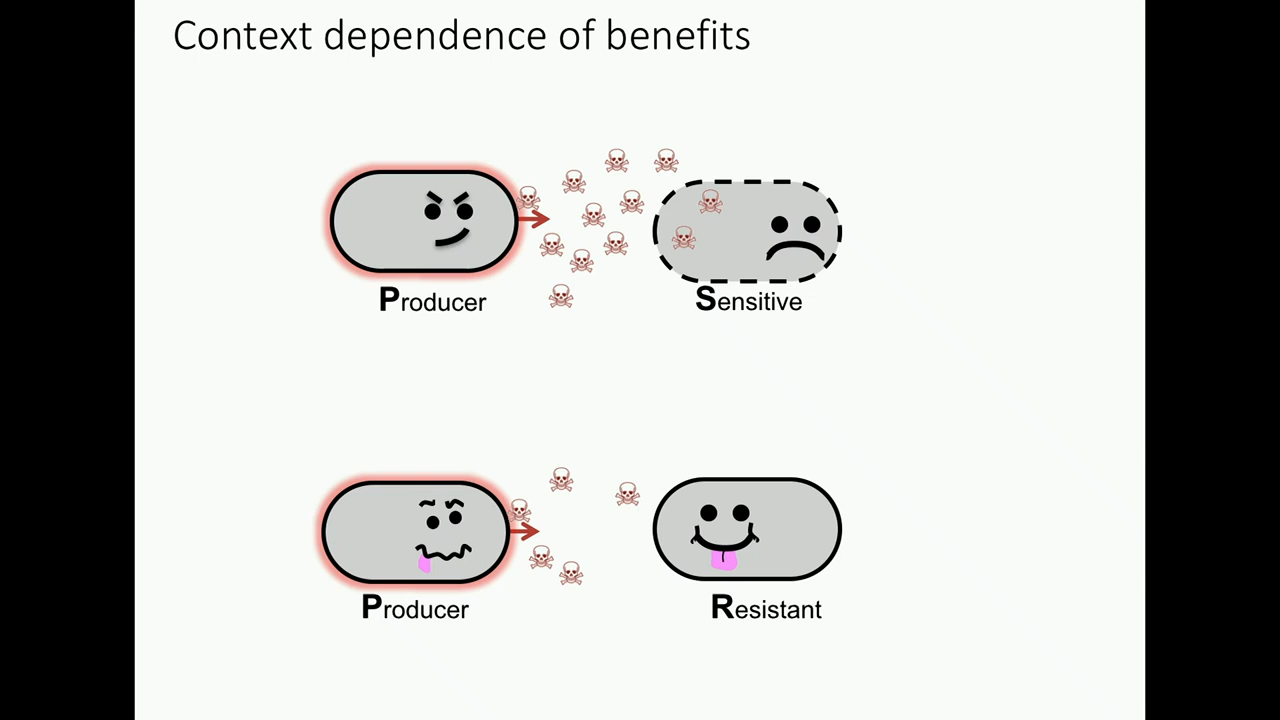 Context dependence of benefits
Producer
Sensitive
Producer
Resistant